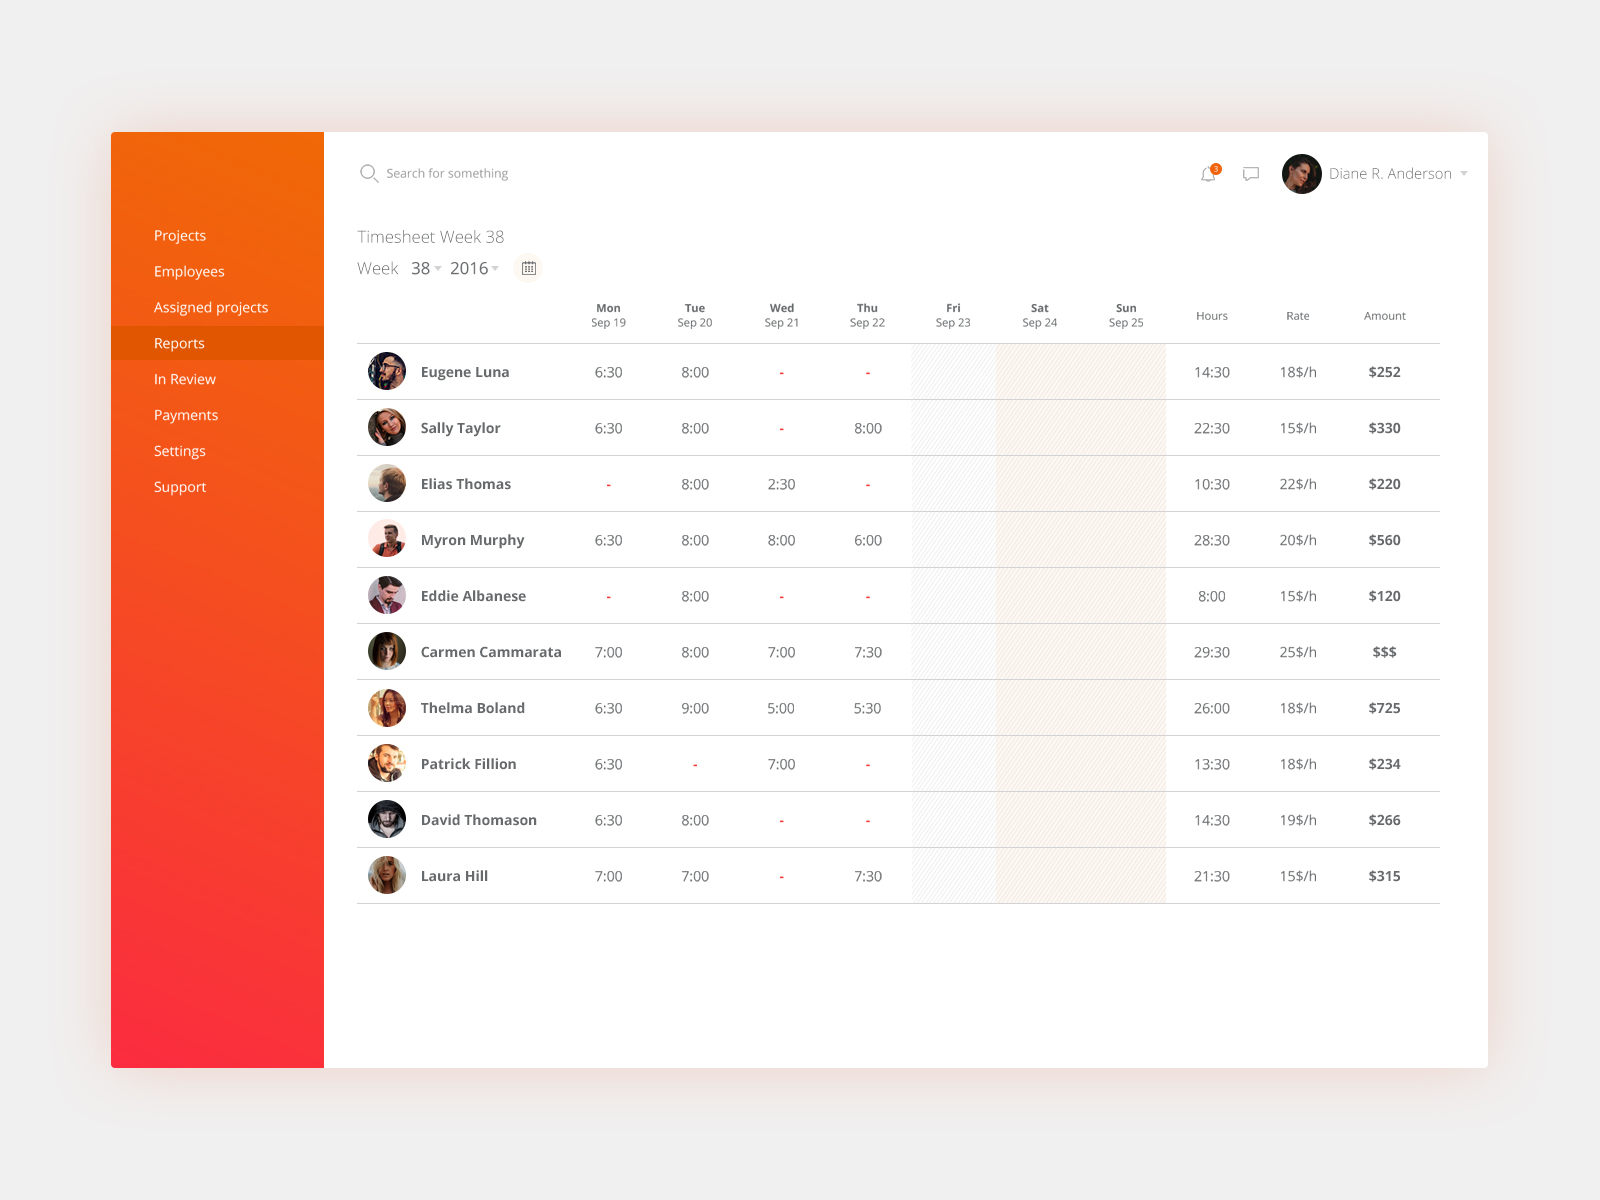 Search for something
3
Diane R. Anderson
Projects
Employees
Assigned projects
Reports
In Review
Payments
Settings
Support
Timesheet Week 38
Week 38 2016
Mon Tue Wed Thu Fri Sat Sun
Sep 19 Sep 20 Sep 21 Sep 22 Sep 23 Sep 24 Sep 25 Hours Rate Amount
Eugene Luna 6:30 8:00 - - 14:30 18$/h $252
Sally Taylor 6:30 8:00 - 8:00 22:30 15$/h $330
Elias Thomas - 8:00 2:30 - 10:30 22$/h $220
Myron Murphy 6:30 8:00 8:00 6:00 28:30 20$/h $560
Eddie Albanese - 8:00 - - 8:00 15$/h $120
Carmen Cammarata 7:00 8:00 7:00 7:30 29:30 25$/h $$$
Thelma Boland 6:30 9:00 5:00 5:30 26:00 18$/h $725
Patrick Fillion 6:30 - 7:00 - 13:30 18$/h $234
David Thomason 6:30 8:00 - - 14:30 19$/h $266
Laura Hill 7:00 7:00 - 7:30 21:30 15$/h $315